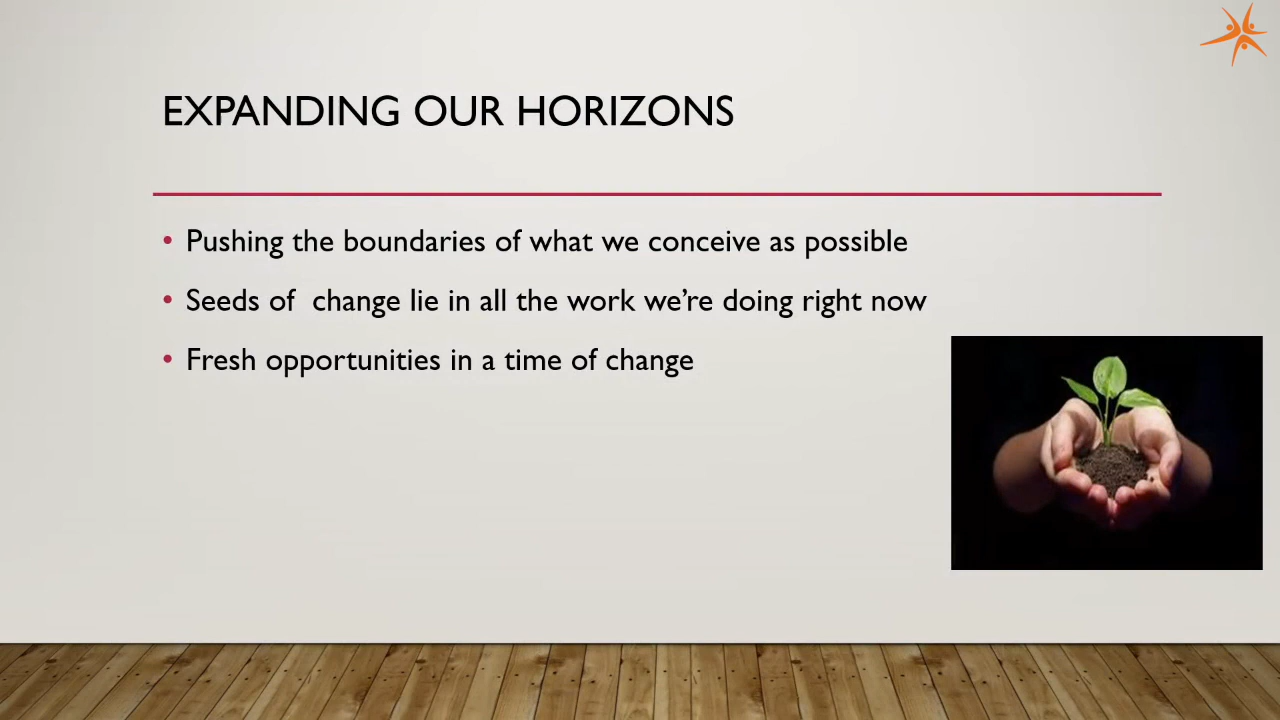 EXPANDING OUR HORIZONS
• Pushing the boundaries of what we conceive as possible
• Seeds of  change lie in all the work we’re doing right now
• Fresh opportunities in a time of change